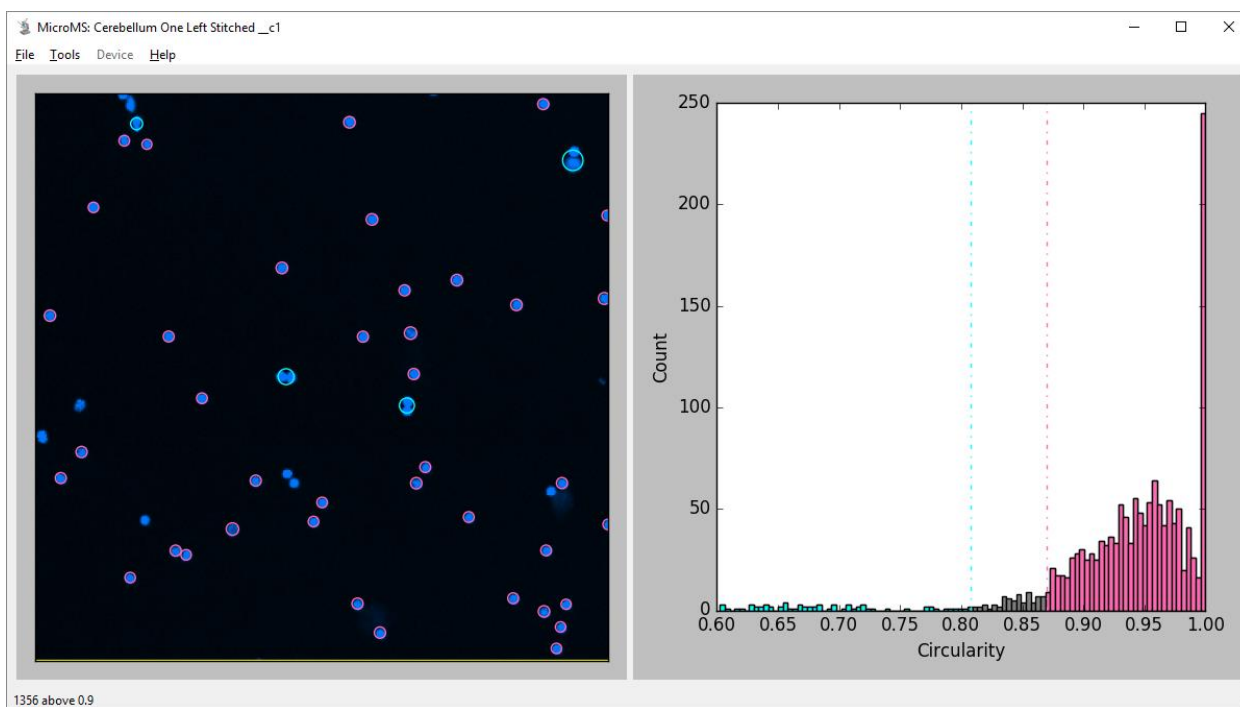 MicroMS: Cerebellum One Left Stitched __c1
File Tools Device Help
250
200
150
100
50
0
Count
0.60 0.65 0.70 0.75 0.80 0.85 0.90 0.95 1.00
Circularity
1356 above 0.9